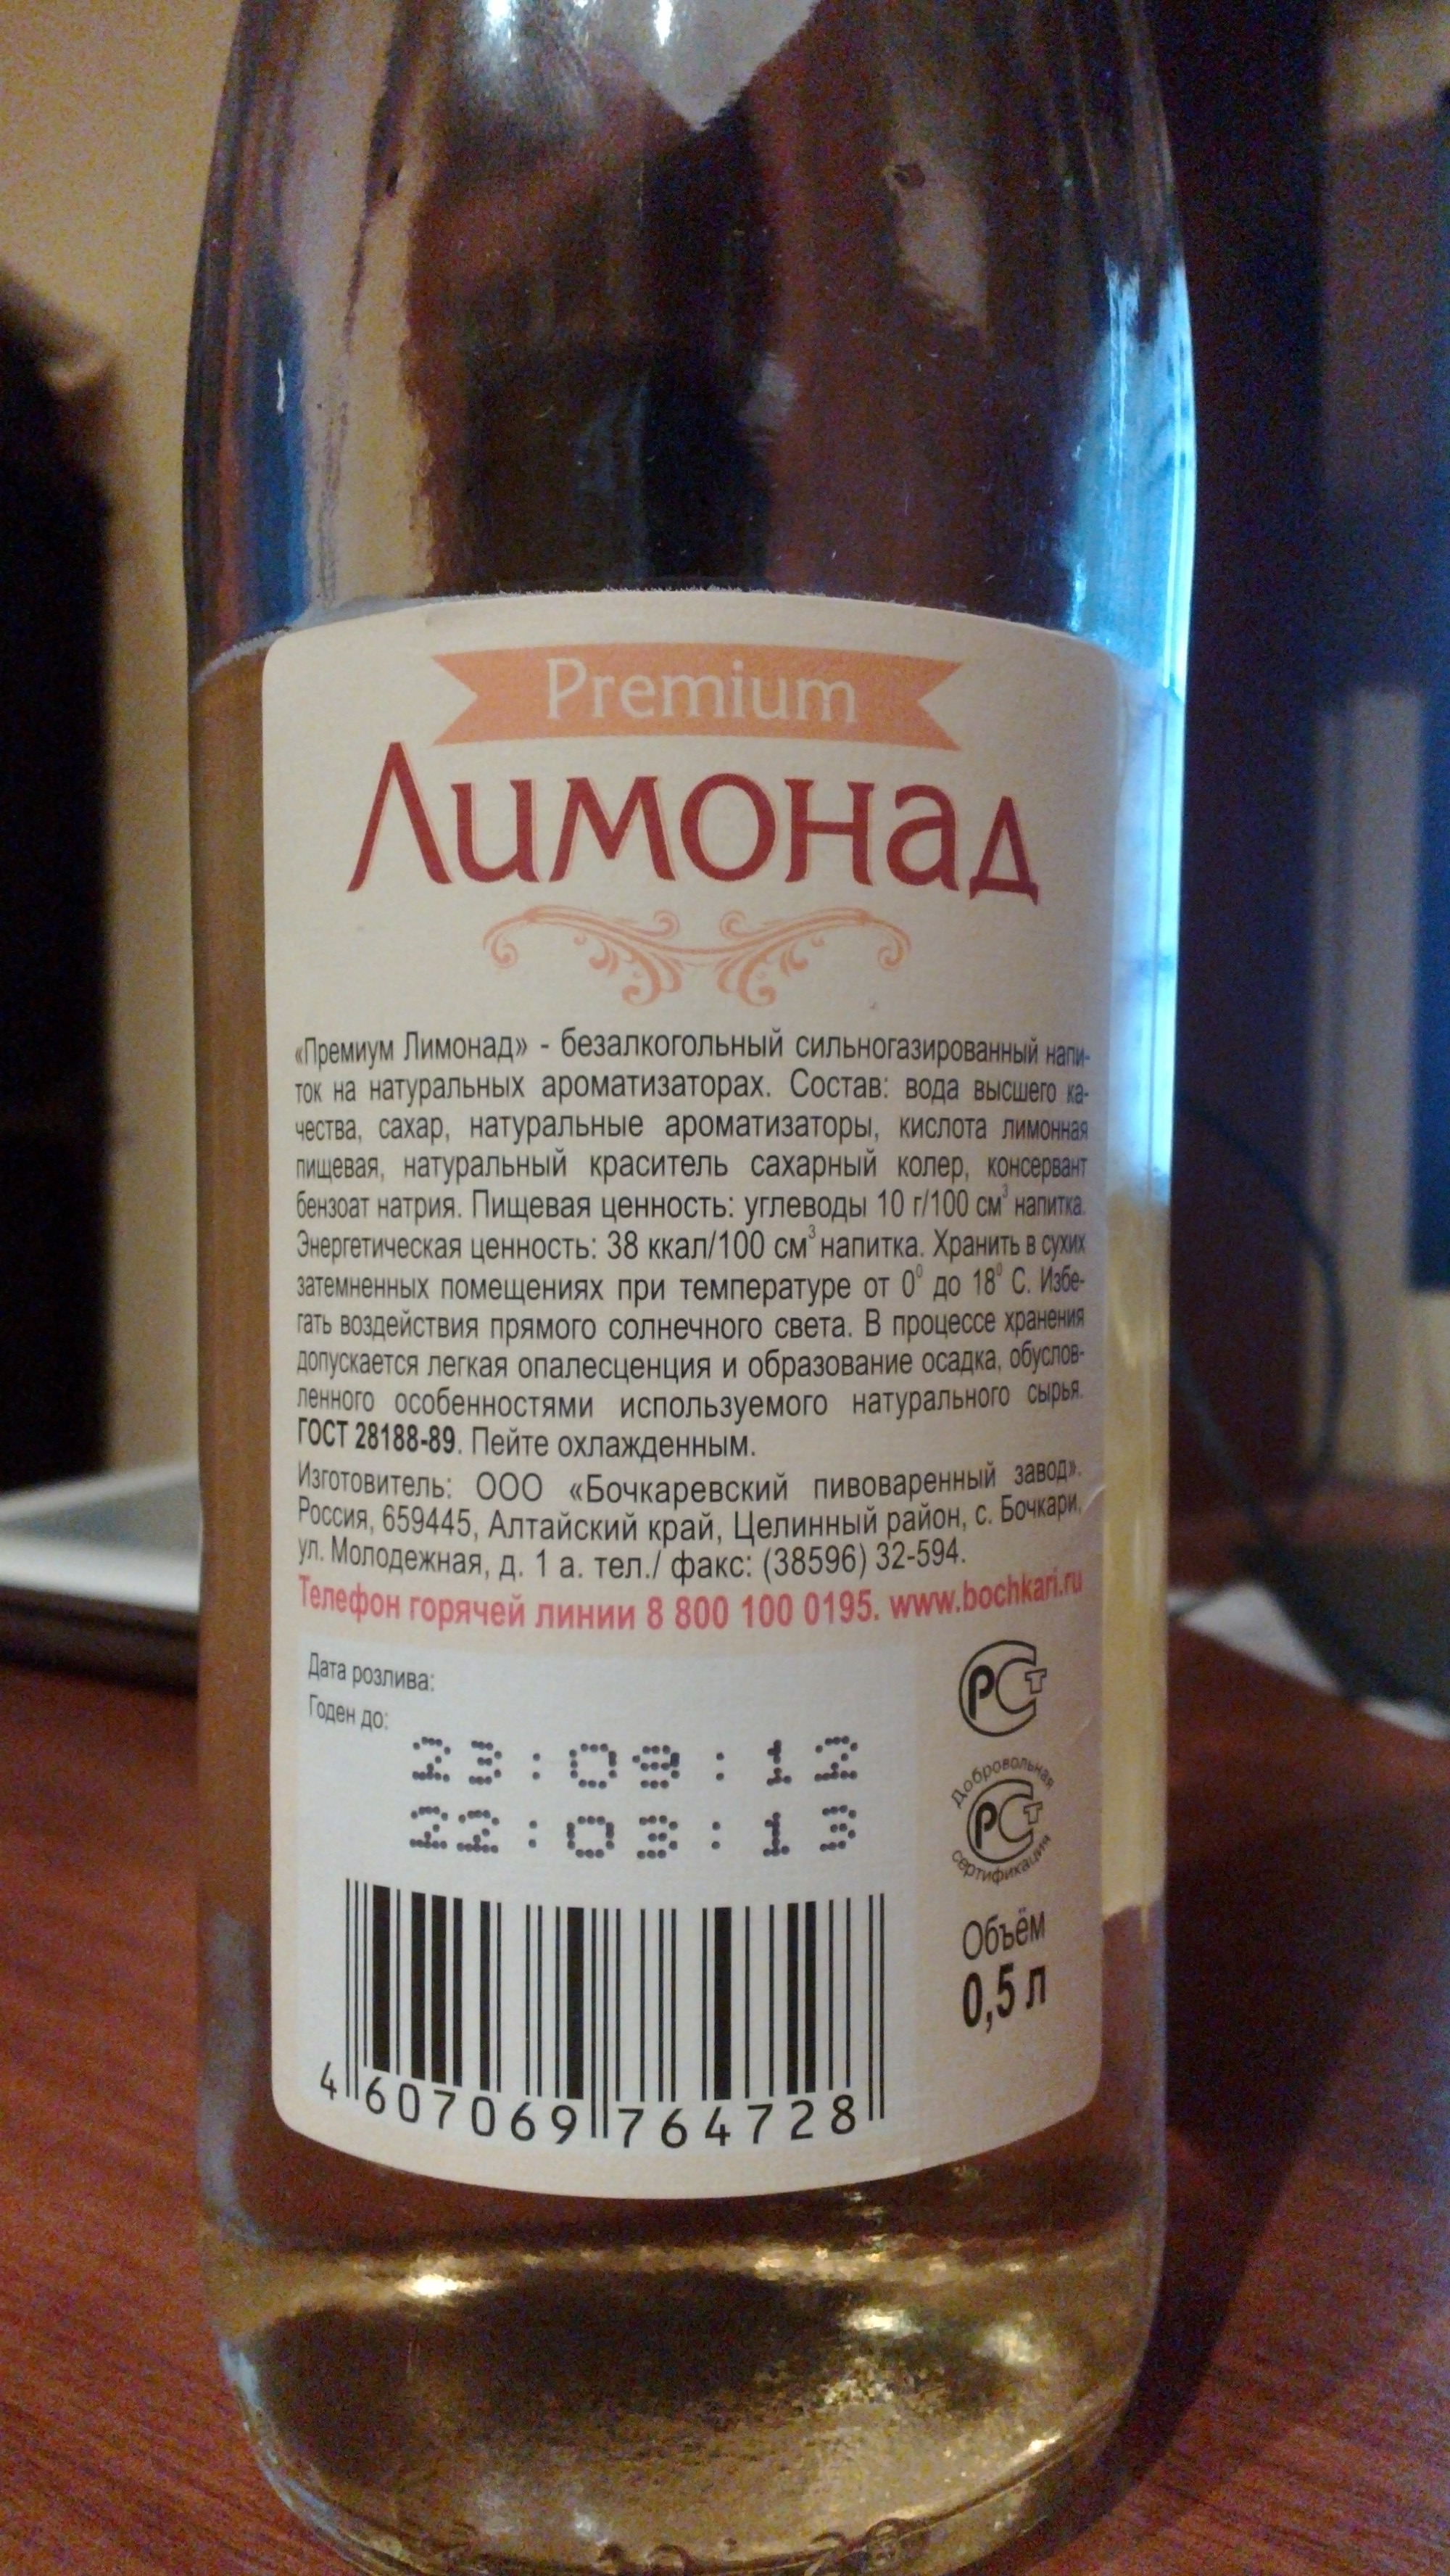 Premium
Лимонад
«Премиум Лимонад» - безалкогольный сильногазированный напи-
ток на натуральных ароматизаторах. Состав: вода высшего ка-
чества, сахар, натуральные ароматизаторы, кислота лимонная
пищевая, натуральный краситель сахарный колер, консервант
бензоат натрия. Пищевая ценность: углеводы 10 г/100 см³ напитка.
Энергетическая ценность: 38 ккал/100 см³ напитка. Хранить в сухих
затемненных помещениях при температуре от 0⁰ до 18⁰ С. Избе-
гать воздействия прямого солнечного света. В процессе хранения
допускается легкая опалесценция и образование осадка, обуслов-
ленного особенностями используемого натурального сырья.
ГОСТ 28188-89. Пейте охлажденным.
Изготовитель: ООО «Бочкаревский пивоваренный завод».
Россия, 659445, Алтайский край, Целинный район, с. Бочкари,
ул. Молодежная, д. 1 а. тел./ факс: (38596) 32-594.
Телефон горячей линии 8 800 100 0195. www.bochkari.ru
Дата розлива:
Годен до:
23:09:12
22:03:13
РСТ
Добровольная
РСТ
сертификация
Объём
0,5 л
4 607069 764728